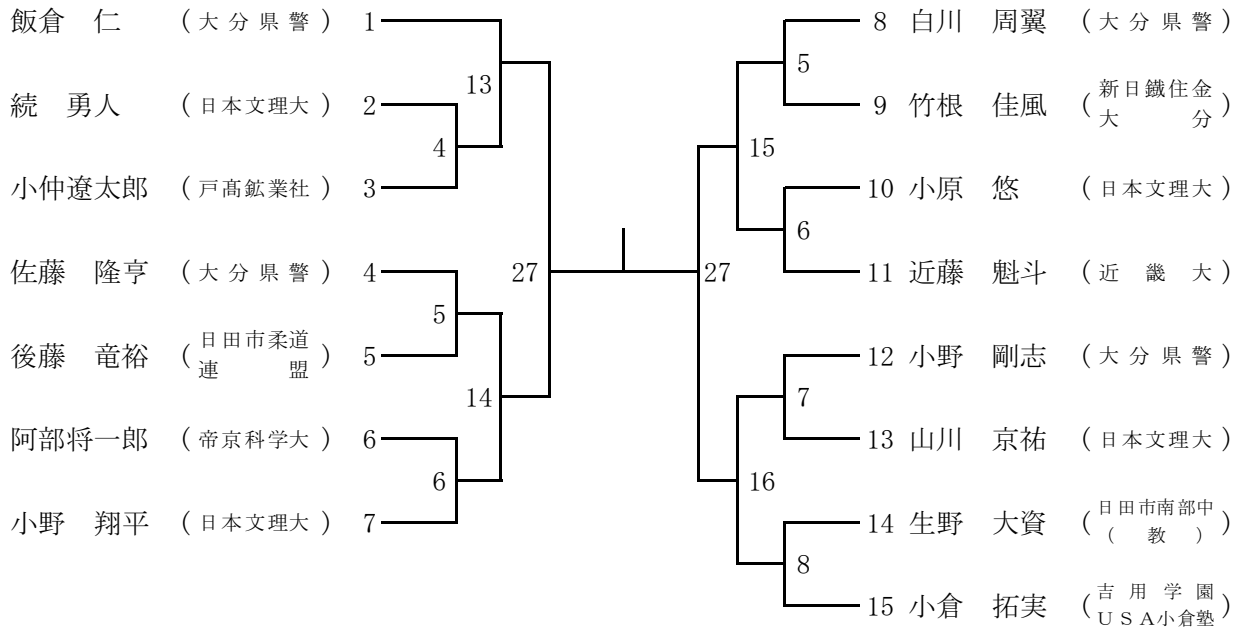 飯倉　仁　（大分県警）　1
13
続　勇人　（日本文理大）　2
4
小仲遼太郎　（戸髙鉱業社）　3
佐藤　隆亨　（大分県警）　4
27
5
後藤　竜裕　（日田市柔道
連盟）　5
14
阿部将一郎　（帝京科学大）　6
6
小野　翔平　（日本文理大）　7
8　白川　周翼　（大分県警）
5
9　竹根　佳風　（新日鐵住金
大分）
15
10　小原　悠　（日本文理大）
6
11　近藤　魁斗　（近畿大）
27
12　小野　剛志　（大分県警）
7
13　山川　京祐　（日本文理大）
16
14　生野　大資　（日田市南部中
（教））
8
15　小倉　拓実　（吉用学園
ＵＳＡ小倉塾）